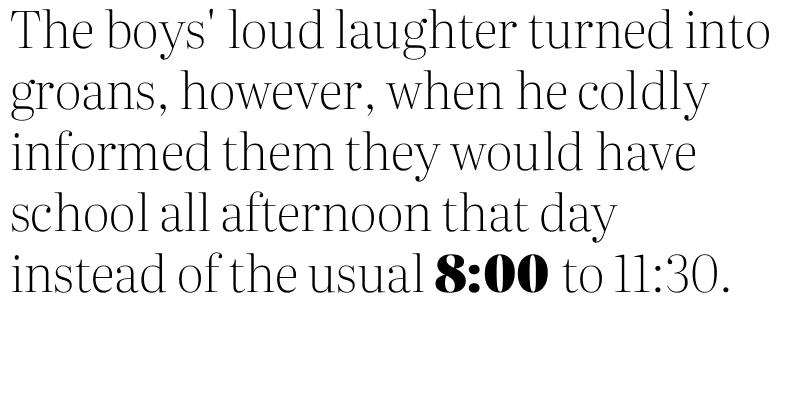 The boys' loud laughter turned into
groans, however, when he coldly
informed them they would have
school all afternoon that day
instead of the usual 8:00 to 11:30.